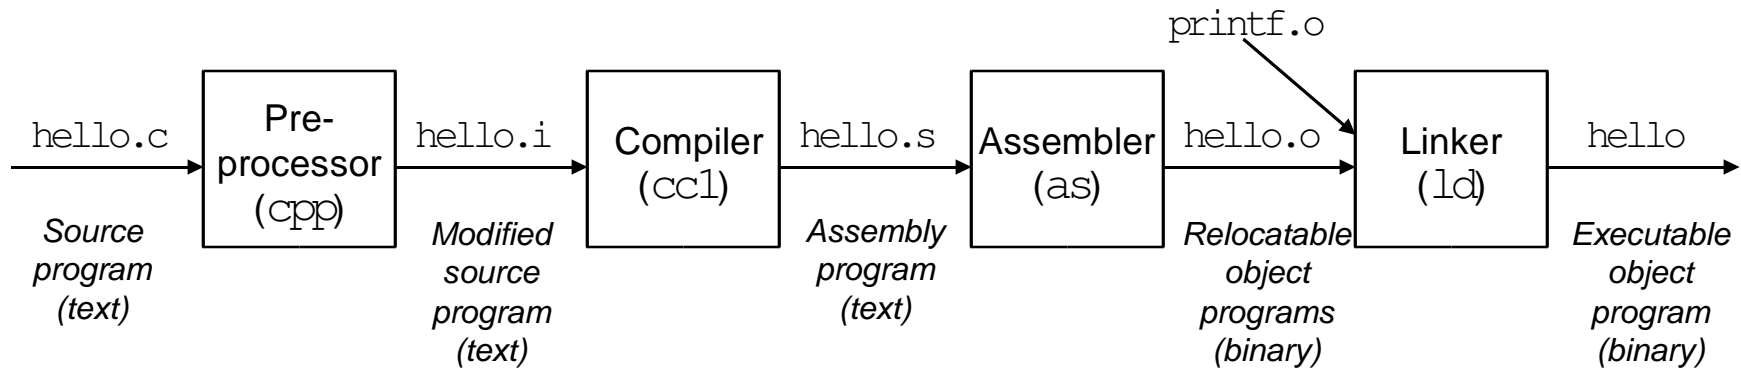 printf.o
hello.c
Pre-
processor
(cpp)
hello.i
Compiler
(cc1)
hello.s
Assembler
(as)
hello.o
Linker
(ld)
hello
Source
program
(text)
Modified
source
program
(text)
Assembly
program
(text)
Relocatable
object
programs
(binary)
Executable
object
program
(binary)